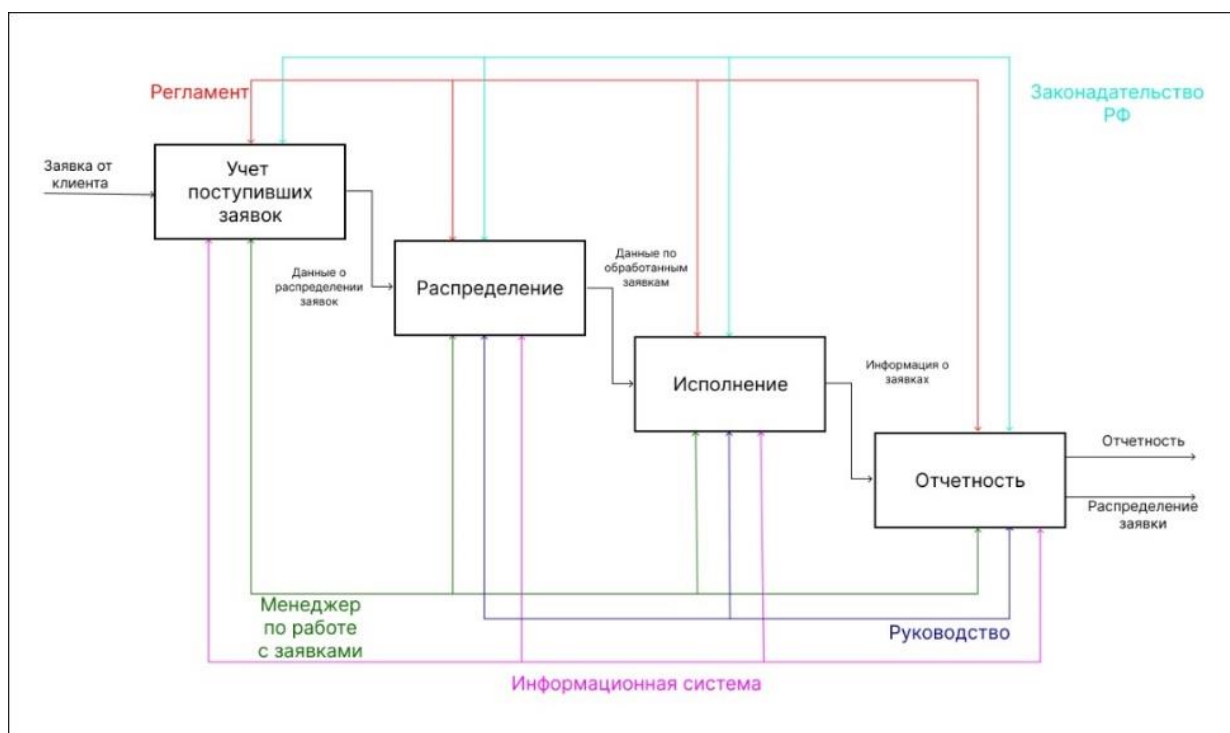 Регламент
Законадательство
РФ
Заявка от
клиента
Учет
поступивших
заявок
Данные о
распределении
заявок
Распределение
Данные по
обработанным
заявкам
Исполнение
Информация о
заявках
Отчетность
Отчетность
Распределение
заявки
Менеджер
по работе
с заявками
Руководство
Информационная система